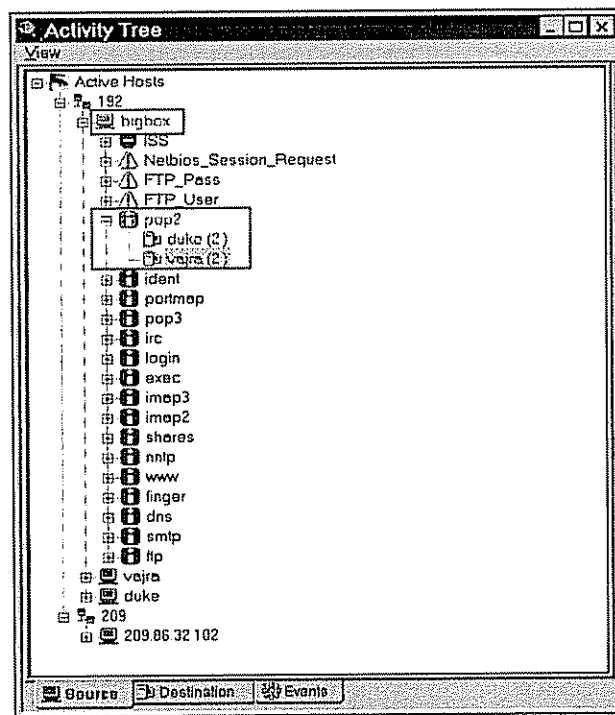 Activity Tree
View
Active Hosts
192
bigbox
ISS
Netbios_Session_Request
FTP_Pass
FTP_User
pop2
duke (2)
vajra (2)
ident
portmap
pop3
irc
login
exec
imap3
imap2
shares
nntp
www
finger
dns
smtp
ftp
vajra
duke
209
209.86.32.102
Source Destination Events